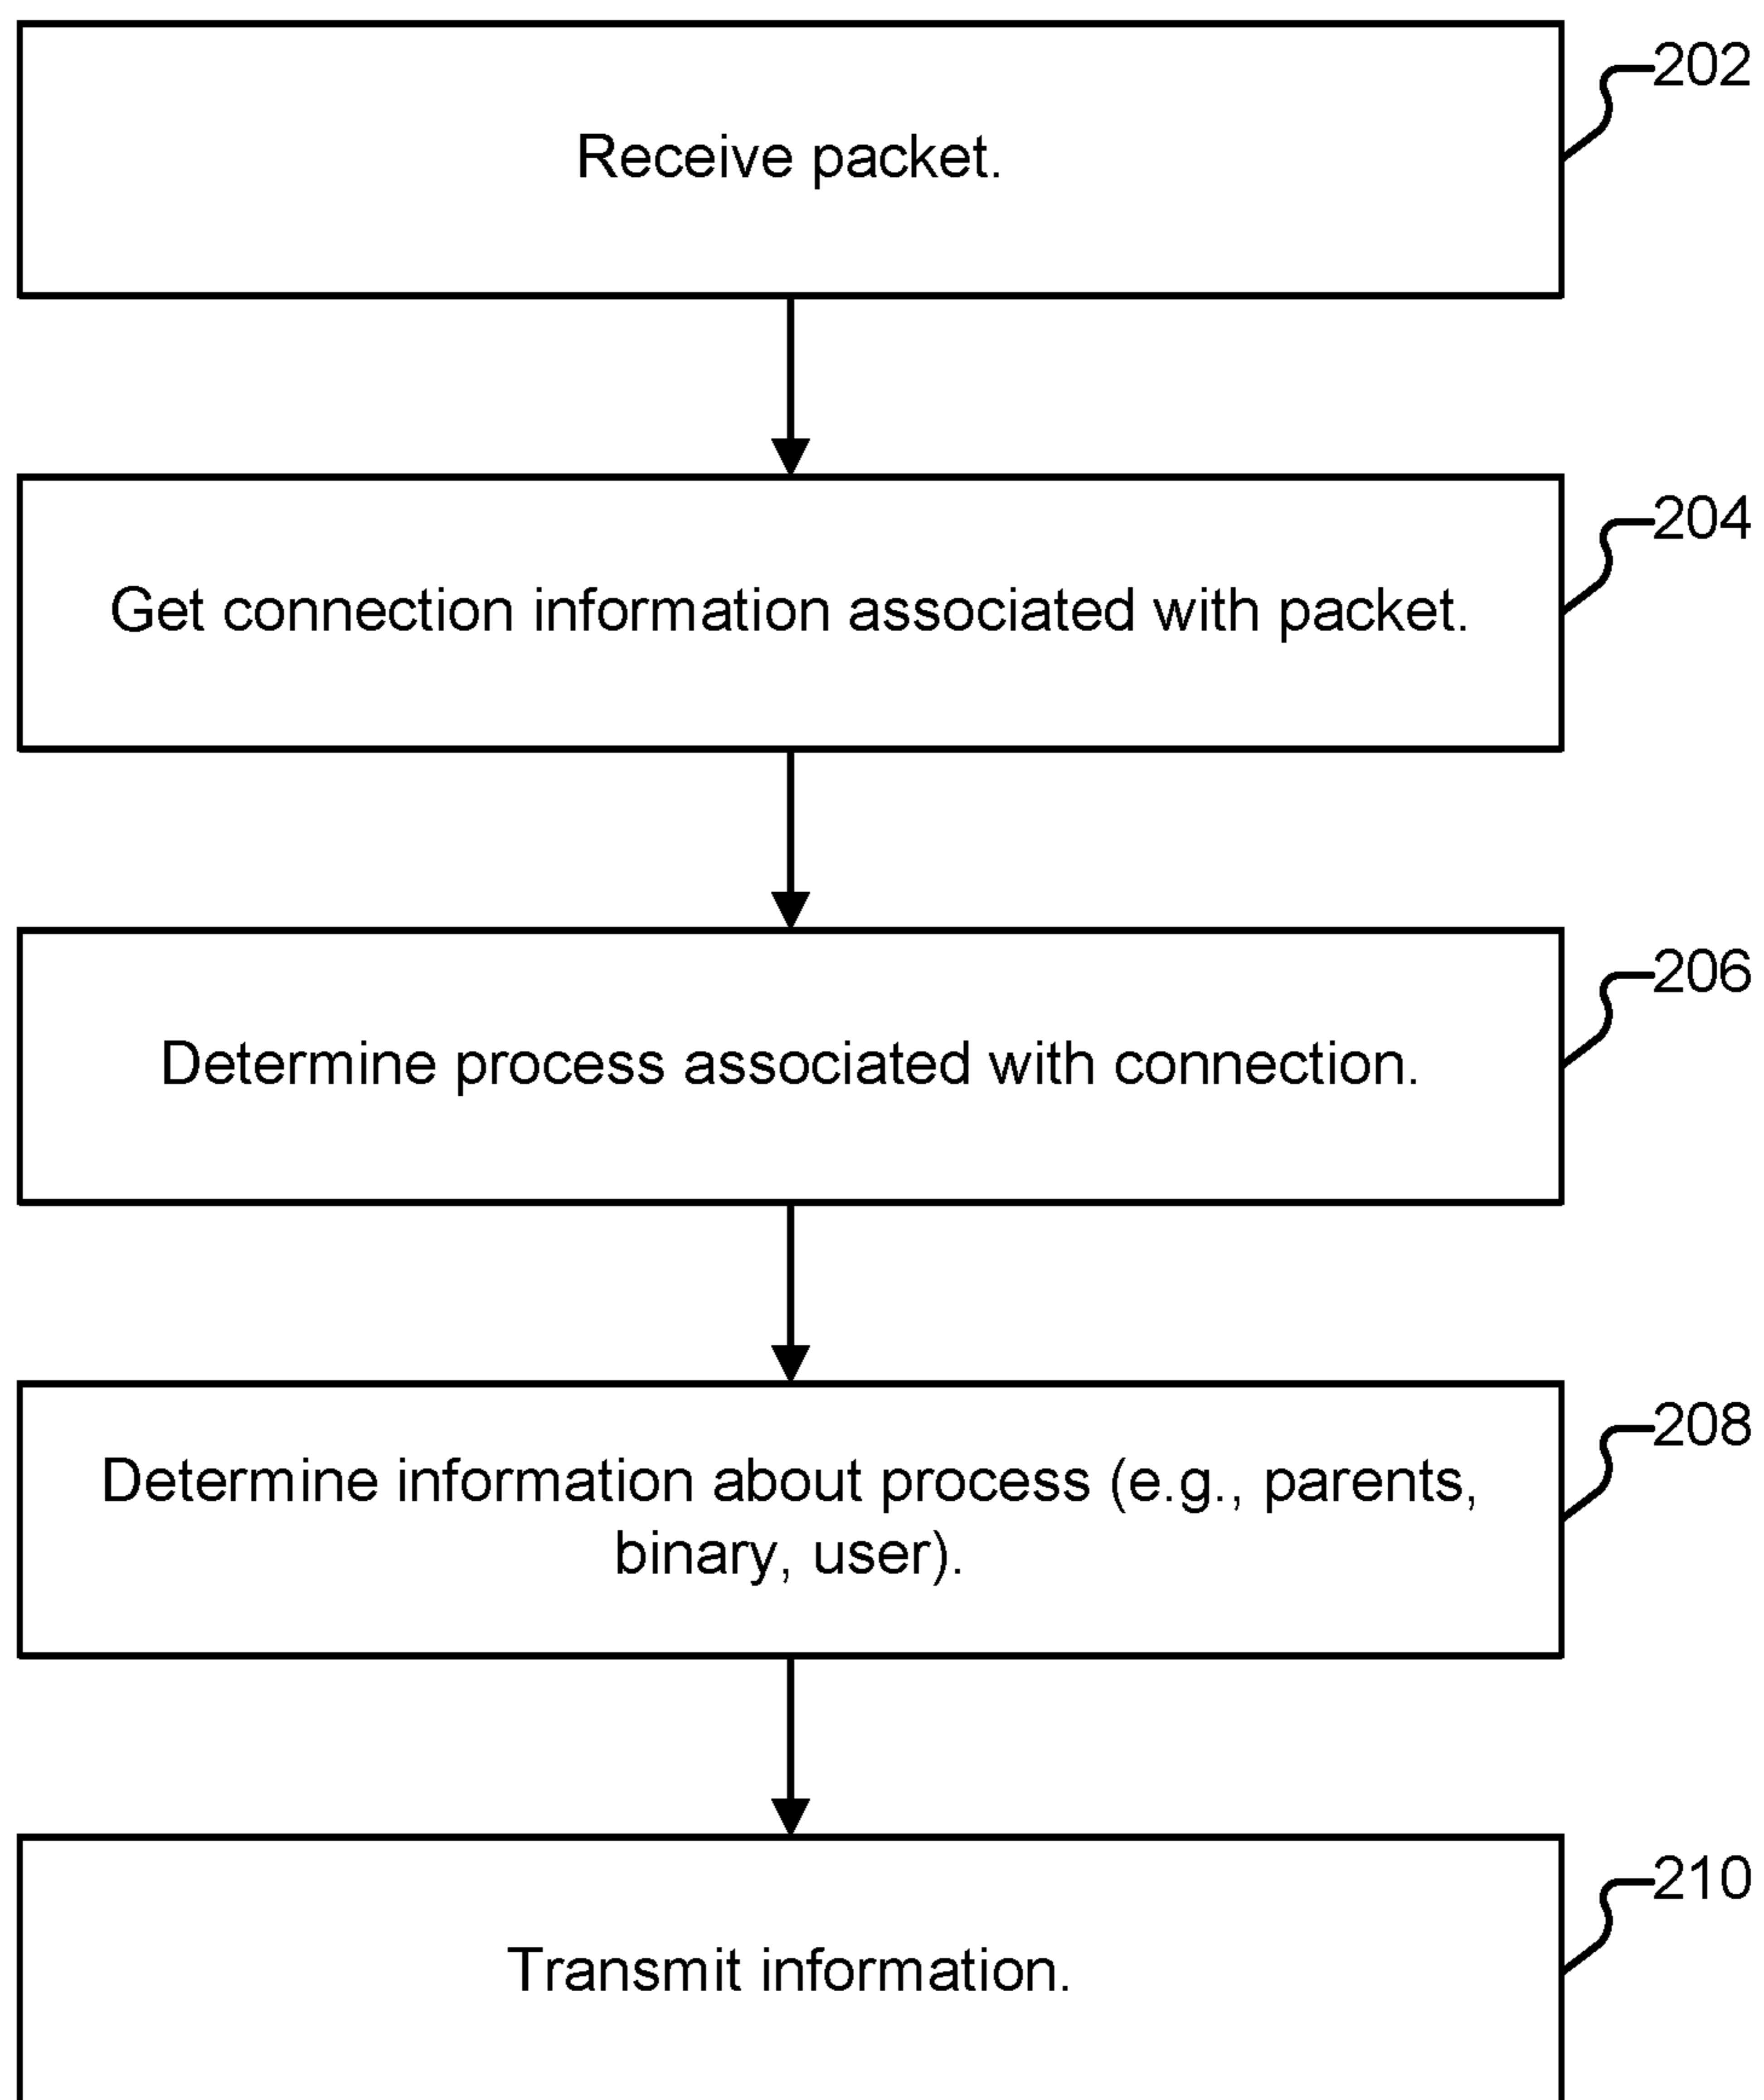 202
Receive packet.
204
Get connection information associated with packet.
206
Determine process associated with connection.
208
Determine information about process (e.g., parents,
binary, user).
210
Transmit information.